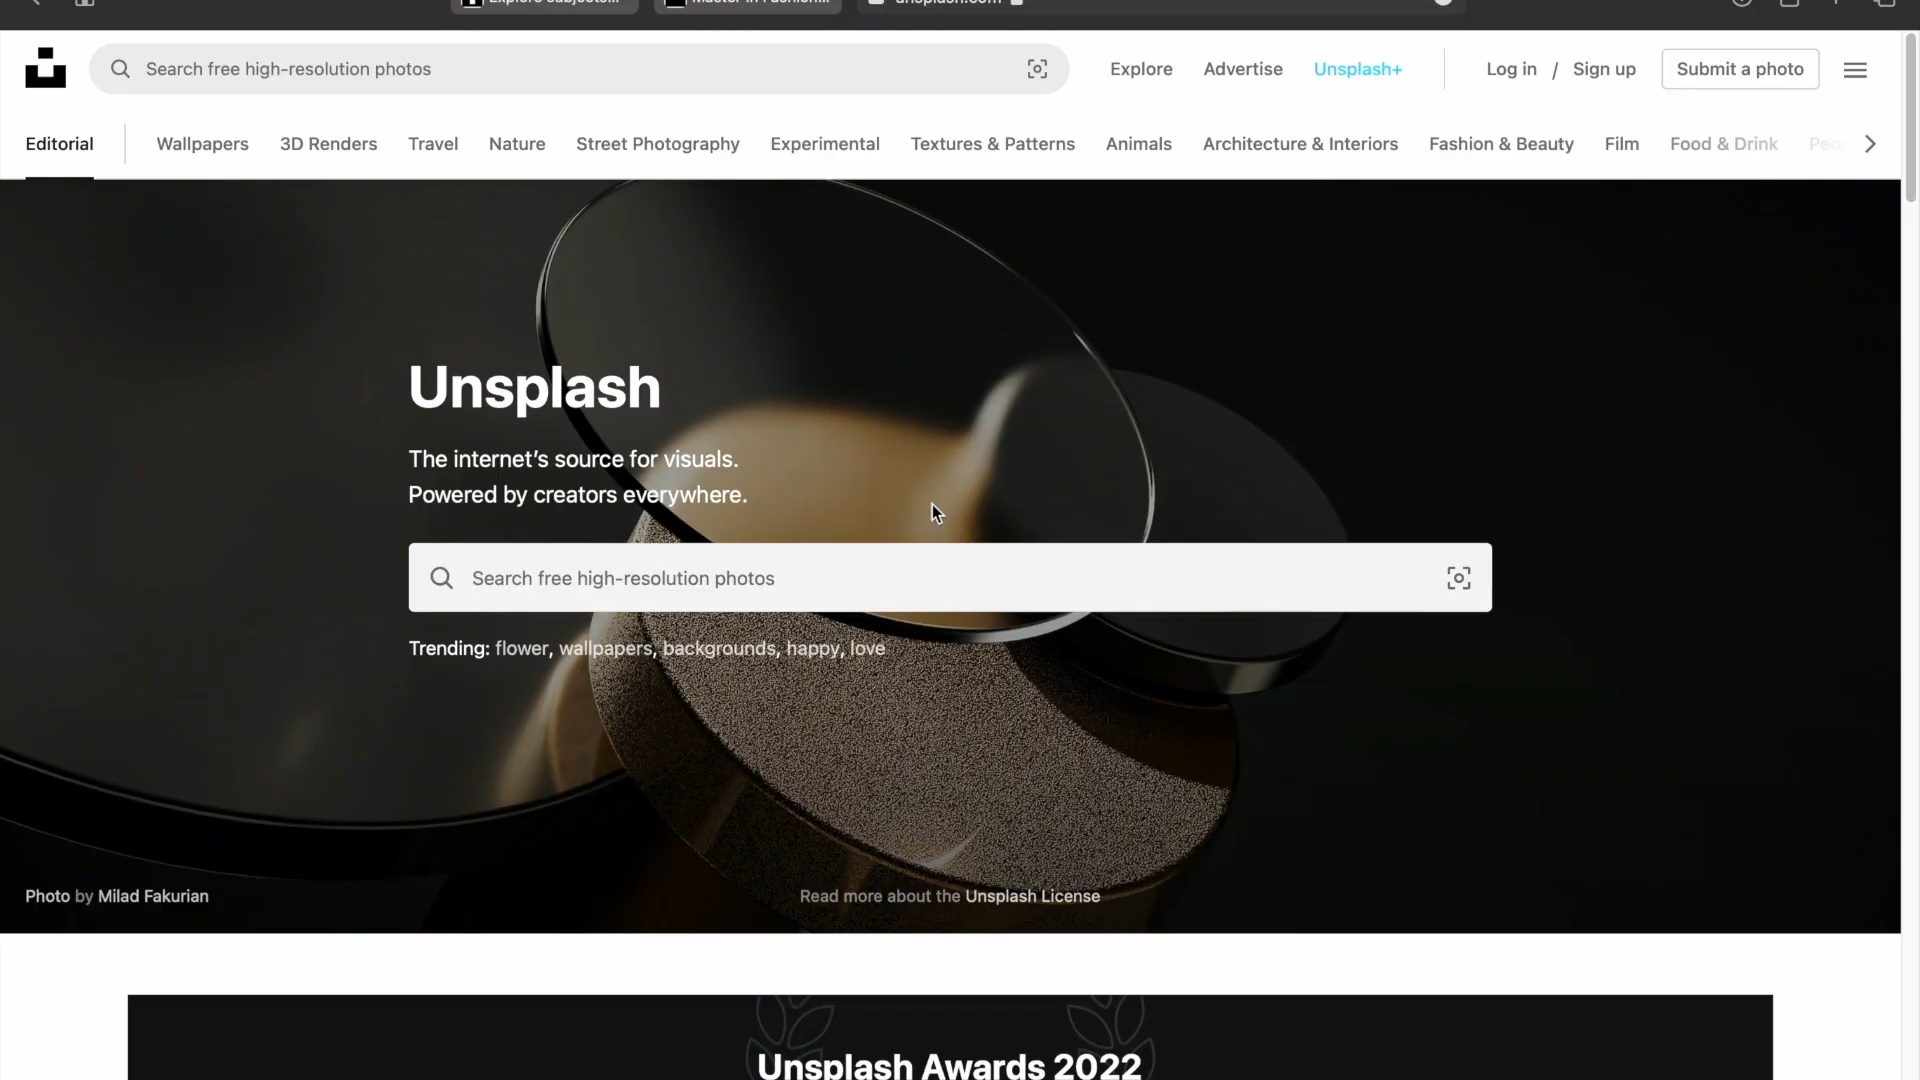 unsplash.com
Search free high-resolution photos
Explore
Advertise
Unsplash+
Log in / Sign up
Submit a photo
Editorial
Wallpapers
3D Renders
Travel
Nature
Street Photography
Experimental
Textures & Patterns
Animals
Architecture & Interiors
Fashion & Beauty
Film
Food & Drink
Unsplash
The internet’s source for visuals.
Powered by creators everywhere.
Search free high-resolution photos
Trending: flower, wallpapers, backgrounds, happy, love
Photo by Milad Fakurian
Read more about the Unsplash License
Unsplash Awards 2022